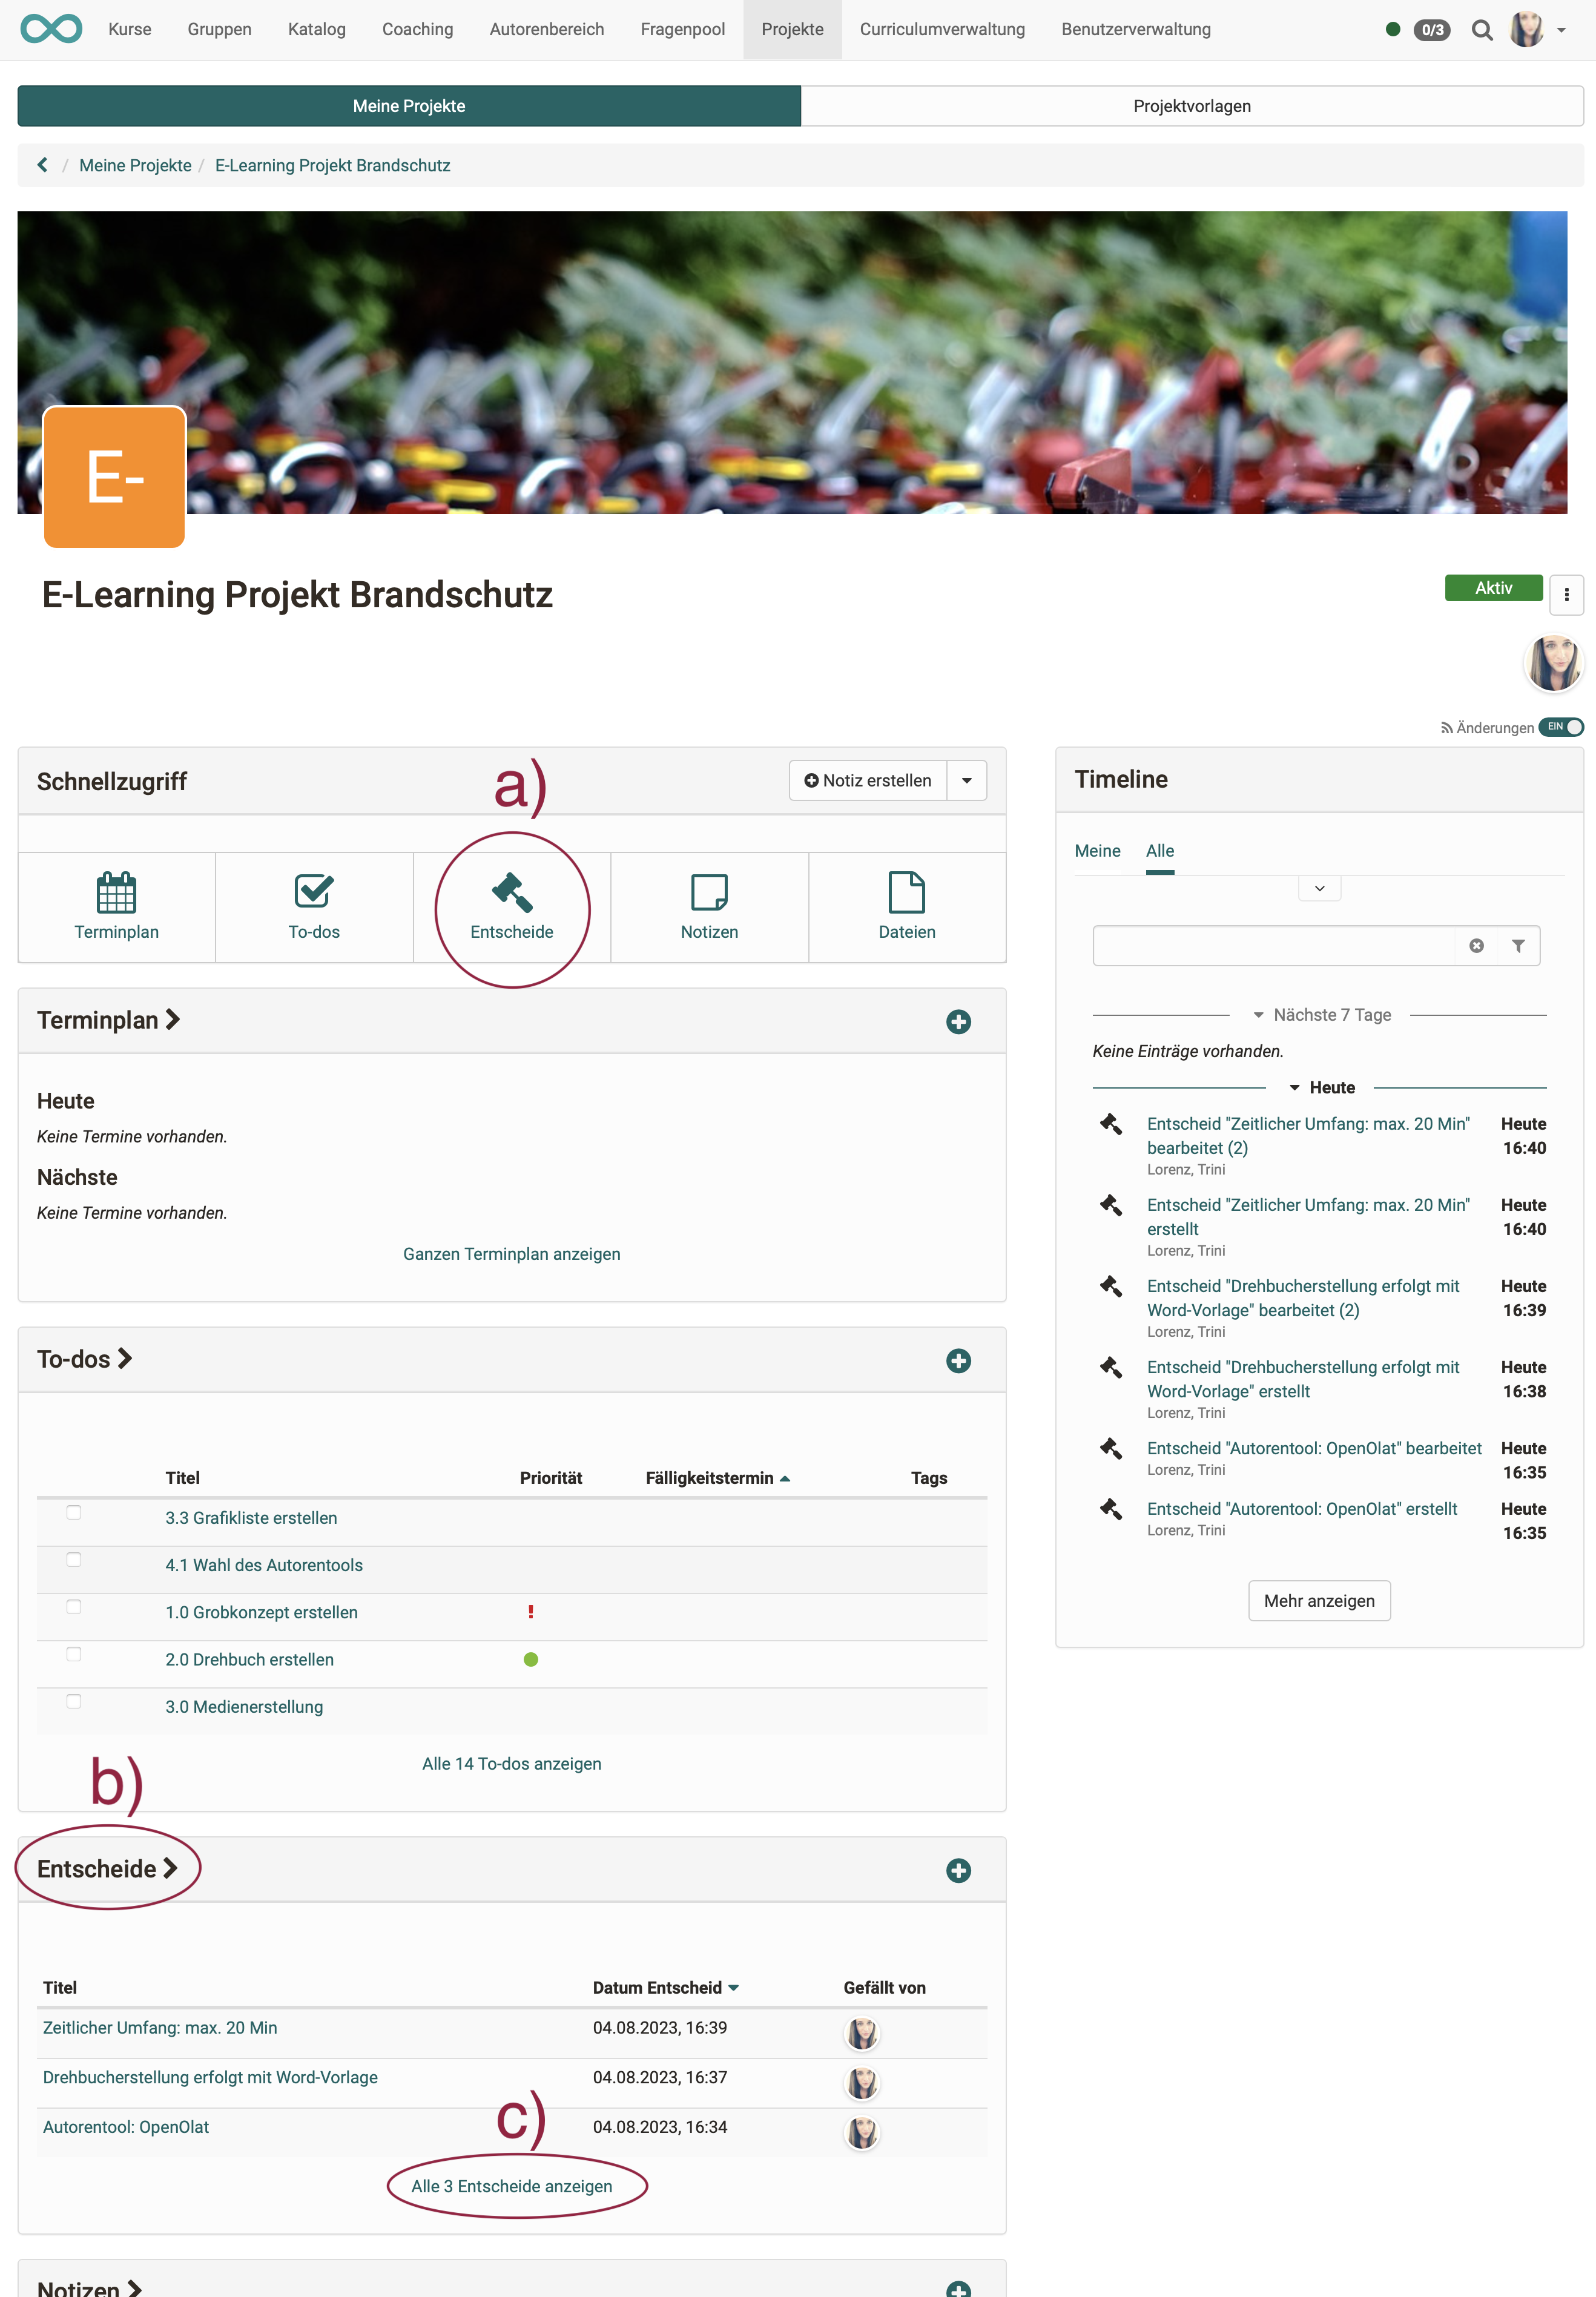 Kurse Gruppen Katalog Coaching Autorenbereich Fragenpool Projekte Curriculumverwaltung Benutzerverwaltung 0/3
Meine Projekte Projektvorlagen
/ Meine Projekte / E-Learning Projekt Brandschutz
E-
E-Learning Projekt Brandschutz
Aktiv
Änderungen EIN
Schnellzugriff
a)
Notiz erstellen
Terminplan To-dos Entscheide Notizen Dateien
Terminplan
Heute
Keine Termine vorhanden.
Nächste
Keine Termine vorhanden.
Ganzen Terminplan anzeigen
To-dos
Titel Priorität Fälligkeitstermin Tags
3.3 Grafikliste erstellen
4.1 Wahl des Autorentools
1.0 Grobkonzept erstellen !
2.0 Drehbuch erstellen
3.0 Medienerstellung
Alle 14 To-dos anzeigen
b)
Entscheide
Titel Datum Entscheid Gefällt von
Zeitlicher Umfang: max. 20 Min 04.08.2023, 16:39
Drehbucherstellung erfolgt mit Word-Vorlage 04.08.2023, 16:37
Autorentool: OpenOlat 04.08.2023, 16:34
c)
Alle 3 Entscheide anzeigen
Notizen
Timeline
Meine Alle
Nächste 7 Tage
Keine Einträge vorhanden.
Heute
Entscheid "Zeitlicher Umfang: max. 20 Min" Heute
bearbeitet (2) 16:40
Lorenz, Trini
Entscheid "Zeitlicher Umfang: max. 20 Min" Heute
erstellt 16:40
Lorenz, Trini
Entscheid "Drehbucherstellung erfolgt mit Heute
Word-Vorlage" bearbeitet (2) 16:39
Lorenz, Trini
Entscheid "Drehbucherstellung erfolgt mit Heute
Word-Vorlage" erstellt 16:38
Lorenz, Trini
Entscheid "Autorentool: OpenOlat" bearbeitet Heute
Lorenz, Trini 16:35
Entscheid "Autorentool: OpenOlat" erstellt Heute
Lorenz, Trini 16:35
Mehr anzeigen